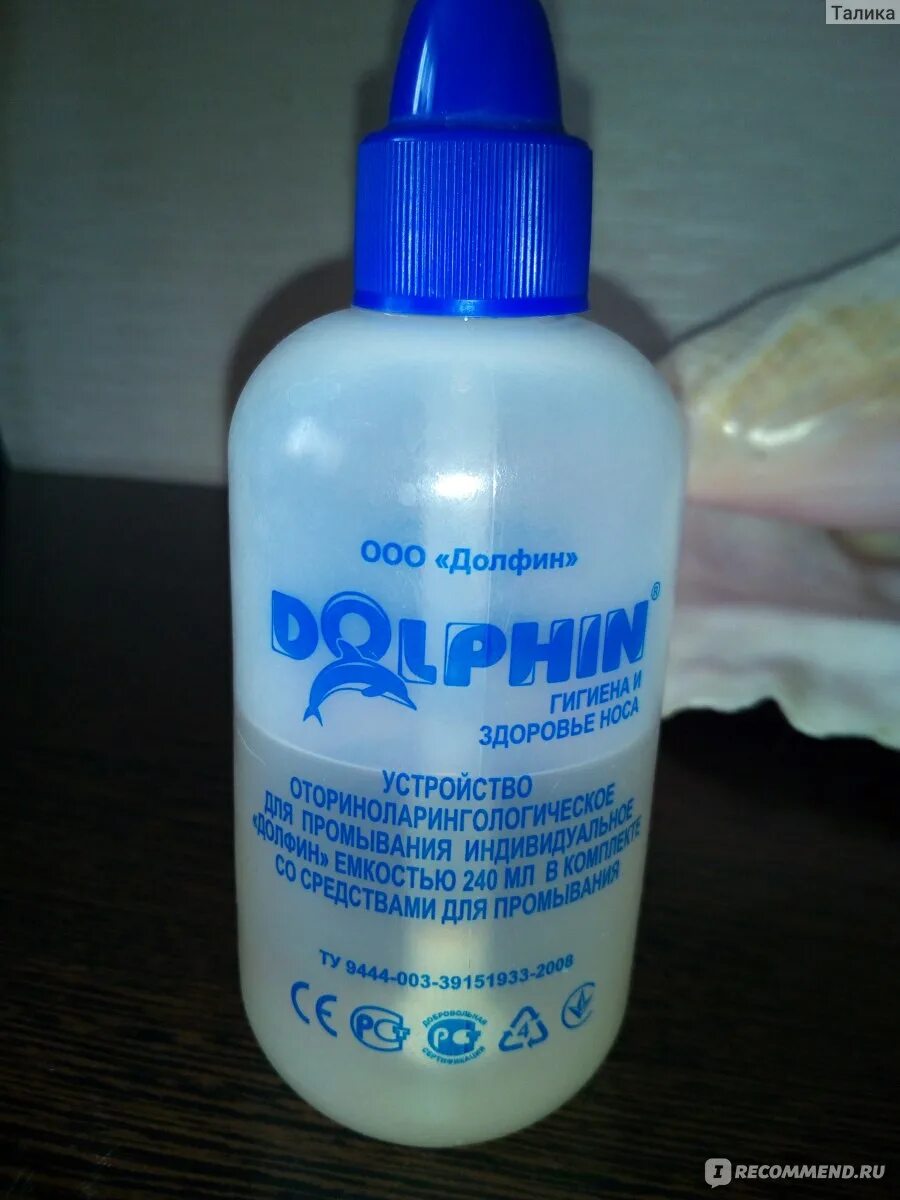 Талика
ООО «Долфин»
DOLPHIN®
ГИГИЕНА И
ЗДОРОВЬЕ НОСА
УСТРОЙСТВО
ОТОРИНОЛАРИНГОЛОГИЧЕСКОЕ
ДЛЯ ПРОМЫВАНИЯ ИНДИВИДУАЛЬНОЕ
«ДОЛФИН» ЕМКОСТЬЮ 240 МЛ В КОМПЛЕКТЕ
СО СРЕДСТВАМИ ДЛЯ ПРОМЫВАНИЯ
ТУ 9444-003-39151933-2008
CE РСТ ДОБРОВОЛЬНАЯ РСТ СЕРТИФИКАЦИЯ 4
IRECOMMEND.RU